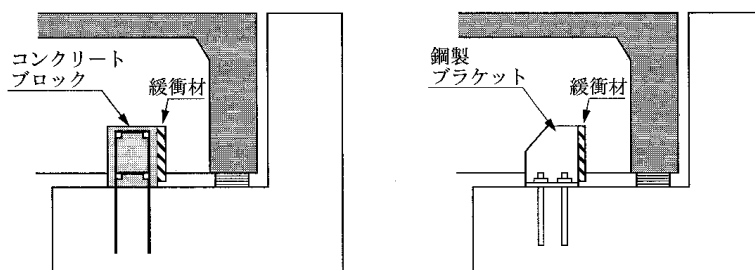 コンクリート
ブロック
緩衝材
鋼製
ブラケット
緩衝材